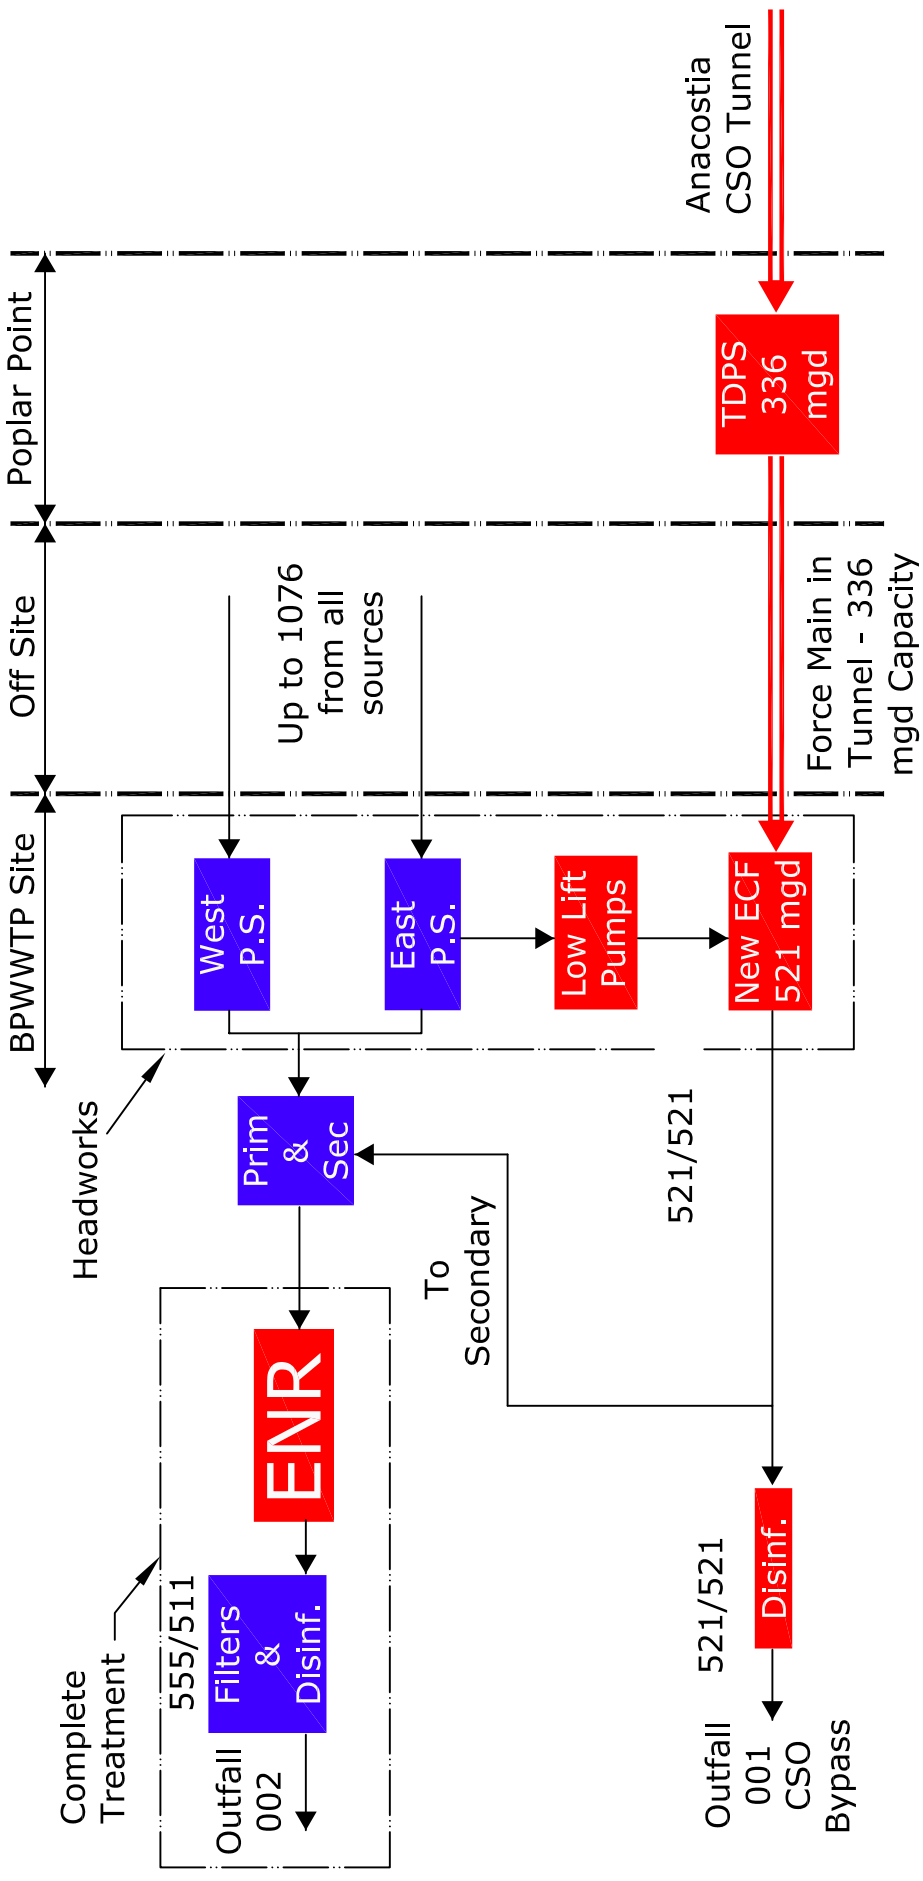 BPWWTP Site
Off Site
Poplar Point
Headworks
Complete
Treatment
555/511
Outfall
002
Filters
&
Disinf.
ENR
Prim
&
Sec
West
P.S.
East
P.S.
Up to 1076
from all
sources
To
Secondary
Low Lift
Pumps
521/521
521/521
Outfall
001
CSO
Bypass
Disinf.
New ECF
521 mgd
Force Main in
Tunnel - 336
mgd Capacity
TDPS
336
mgd
Anacostia
CSO Tunnel